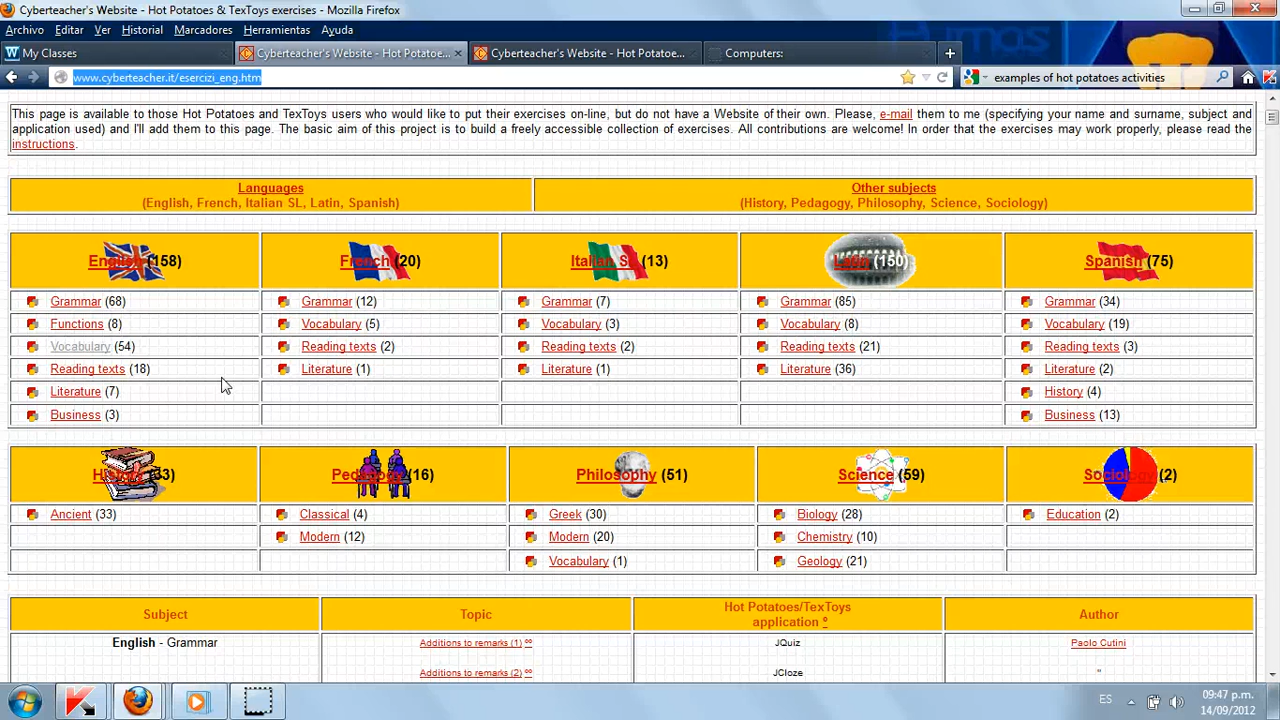 Cyberteacher's Website - Hot Potatoes & TexToys exercises - Mozilla Firefox
Archivo Editar Ver Historial Marcadores Herramientas Ayuda
My Classes
Cyberteacher's Website - Hot Potatoe...
Cyberteacher's Website - Hot Potatoe...
Computers:
www.cyberteacher.it/esercizi_eng.htm
examples of hot potatoes activities
This page is available to those Hot Potatoes and TexToys users who would like to put their exercises on-line, but do not have a Website of their own. Please, e-mail them to me (specifying your name and surname, subject and
application used) and I'll add them to this page. The basic aim of this project is to build a freely accessible collection of exercises. All contributions are welcome! In order that the exercises may work properly, please read the
instructions.
Languages
(English, French, Italian SL, Latin, Spanish)
Other subjects
(History, Pedagogy, Philosophy, Science, Sociology)
English (158) French (20) Italian SL (13) Latin (150) Spanish (75)
Grammar (68) Grammar (12) Grammar (7) Grammar (85) Grammar (34)
Functions (8) Vocabulary (5) Vocabulary (3) Vocabulary (8) Vocabulary (19)
Vocabulary (54) Reading texts (2) Reading texts (2) Reading texts (21) Reading texts (3)
Reading texts (18) Literature (1) Literature (1) Literature (36) Literature (2)
Literature (7) History (4)
Business (3) Business (13)
History (33) Pedagogy (16) Philosophy (51) Science (59) Sociology (2)
Ancient (33) Classical (4) Greek (30) Biology (28) Education (2)
Modern (12) Modern (20) Chemistry (10)
Vocabulary (1) Geology (21)
Subject Topic Hot Potatoes/TexToys
application º Author
English - Grammar Additions to remarks (1) ºº JQuiz Paolo Cutini
Additions to remarks (2) ºº JCloze "
ES
09:47 p.m.
14/09/2012